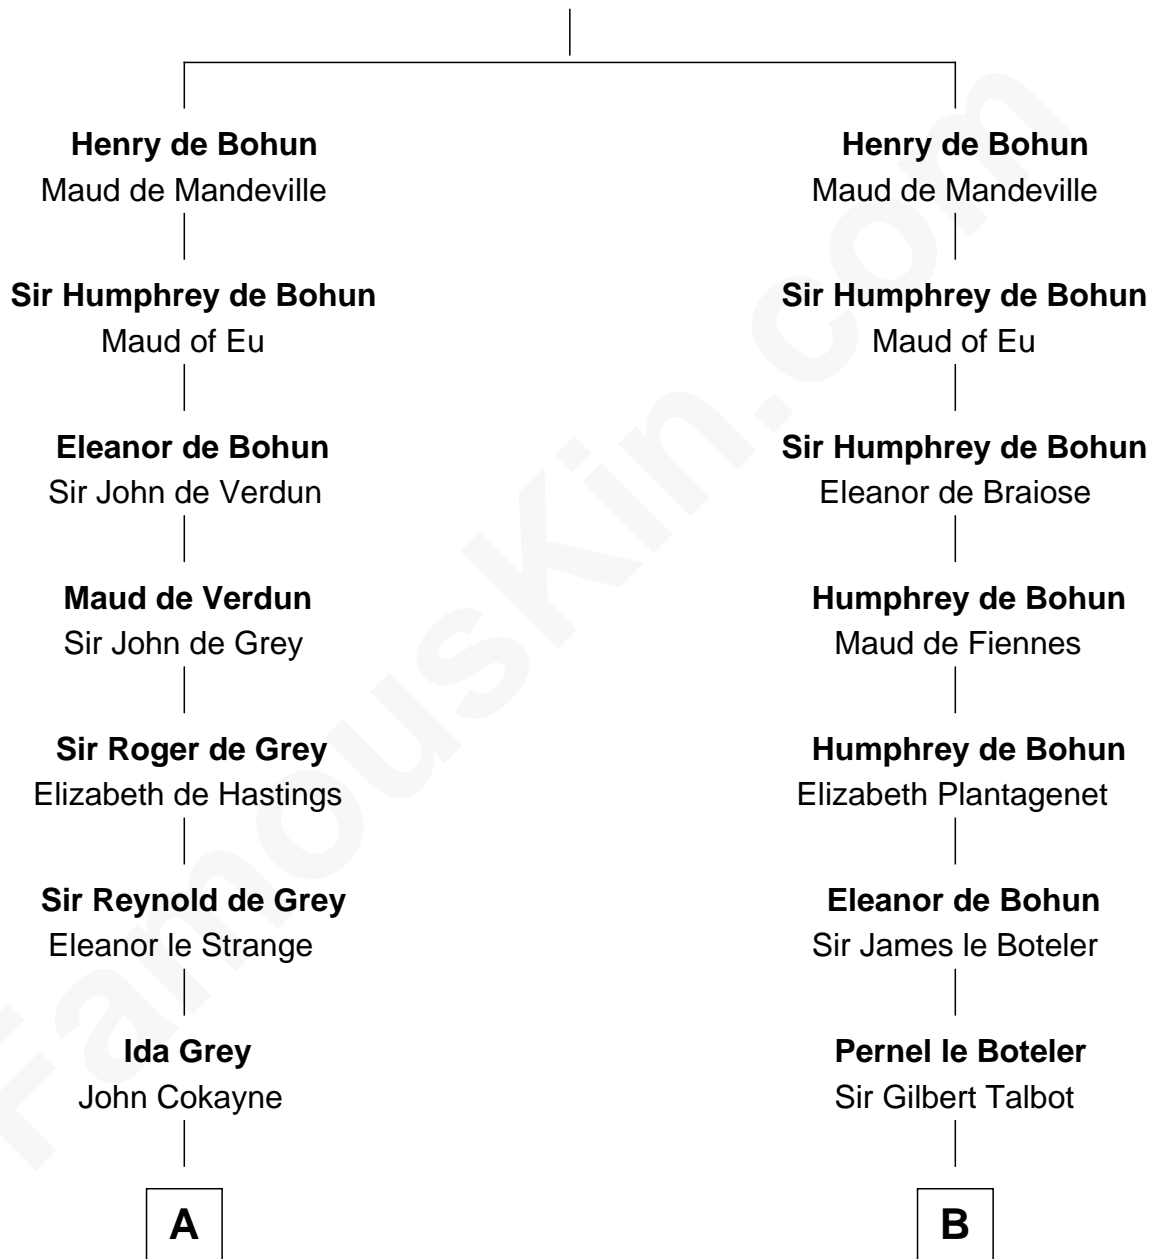 Henry de Bohun
Maud de Mandeville
Sir Humphrey de Bohun
Maud of Eu
Eleanor de Bohun
Sir John de Verdun
Maud de Verdun
Sir John de Grey
Sir Roger de Grey
Elizabeth de Hastings
Sir Reynold de Grey
Eleanor le Strange
Ida Grey
John Cokayne
A
Henry de Bohun
Maud de Mandeville
Sir Humphrey de Bohun
Maud of Eu
Sir Humphrey de Bohun
Eleanor de Braiose
Humphrey de Bohun
Maud de Fiennes
Humphrey de Bohun
Elizabeth Plantagenet
Eleanor de Bohun
Sir James le Boteler
Pernel le Boteler
Sir Gilbert Talbot
B
FamousKin.com